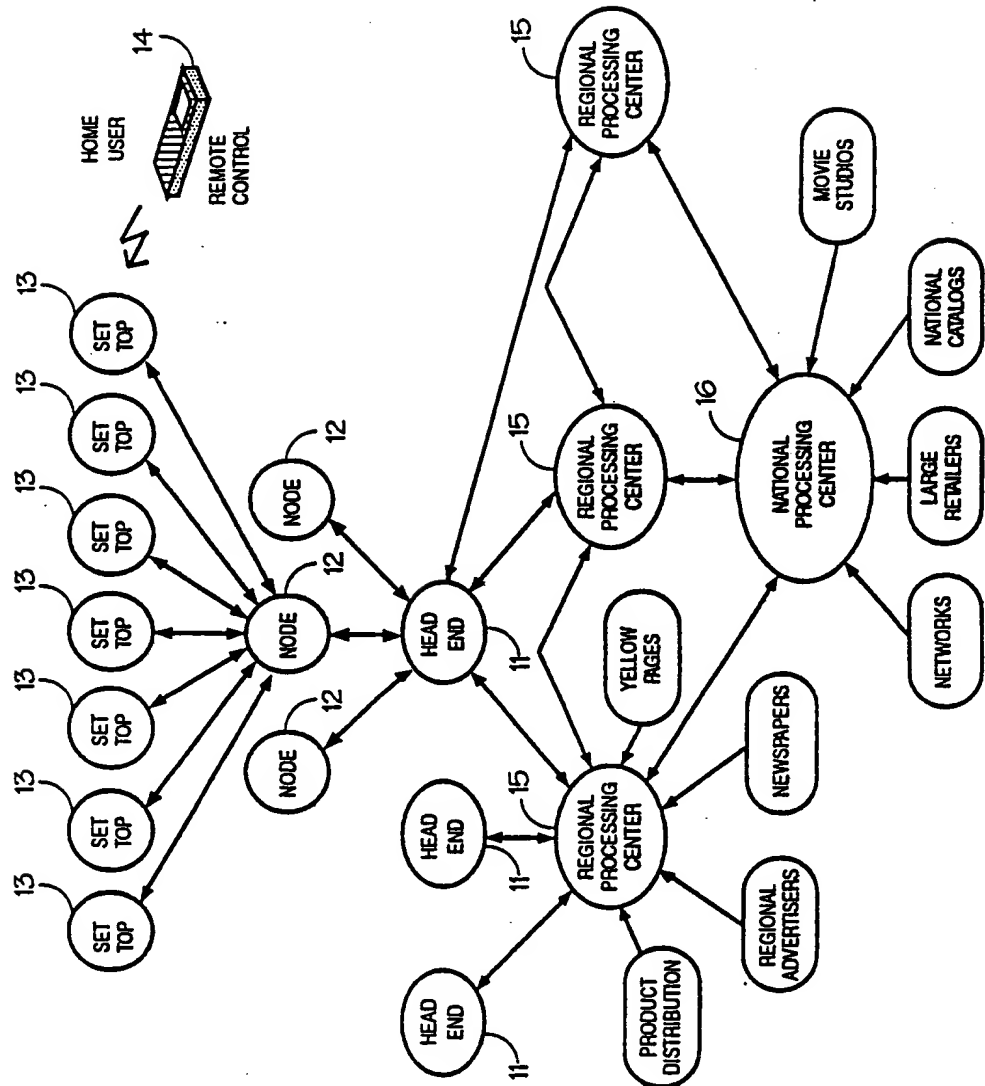 13
13
13
13
13
13
13
SET
TOP
SET
TOP
SET
TOP
SET
TOP
SET
TOP
SET
TOP
SET
TOP
HOME
USER
14
REMOTE
CONTROL
12
NODE
12
NODE
12
NODE
HEAD
END
11
HEAD
END
11
HEAD
END
11
15
REGIONAL
PROCESSING
CENTER
15
REGIONAL
PROCESSING
CENTER
15
REGIONAL
PROCESSING
CENTER
PRODUCT
DISTRIBUTION
YELLOW
PAGES
REGIONAL
ADVERTISERS
NEWSPAPERS
16
NATIONAL
PROCESSING
CENTER
NETWORKS
LARGE
RETAILERS
NATIONAL
CATALOGS
MOVIE
STUDIOS